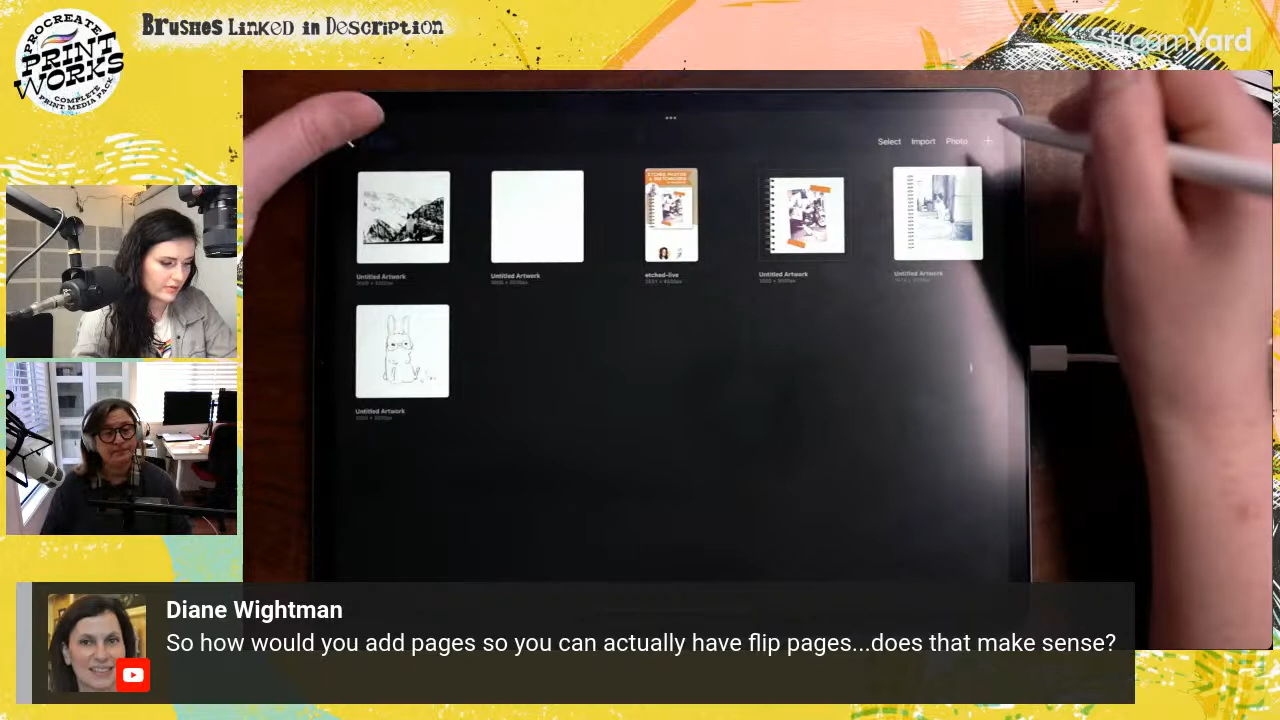 PROCREATE
PRINT
WORKS
COMPLETE
PRINT MEDIA PACK
Brushes Linked in Description
StreamYard
Select Import Photo +
Untitled Artwork
Untitled Artwork
etched-live
Untitled Artwork
Untitled Artwork
Untitled Artwork
Diane Wightman
So how would you add pages so you can actually have flip pages...does that make sense?